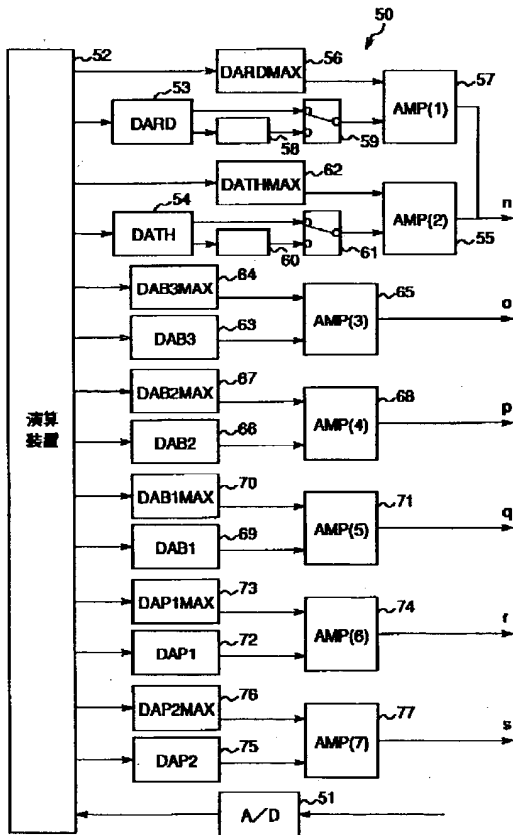 50
52
56
DARDMAX
57
53
AMP(1)
DARD
58
59
62
DATHMAX
54
AMP(2)
n
DATH
55
60
61
64
DAB3MAX
65
o
63
AMP(3)
DAB3
67
DAB2MAX
68
p
66
AMP(4)
DAB2
演算
装置
70
DAB1MAX
71
q
69
AMP(5)
DAB1
73
DAP1MAX
74
r
72
AMP(6)
DAP1
76
DAP2MAX
77
s
75
AMP(7)
DAP2
51
A/D